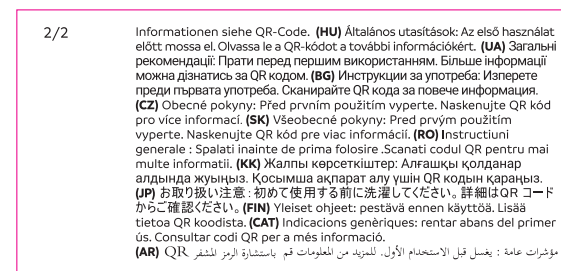 2/2
Informationen siehe QR-Code. (HU) Általános utasítások: Az első használat
előtt mossa el. Olvassa le a QR-kódot a további információkért. (UA) Загальні
рекомендації: Прати перед першим використанням. Більше інформації
можна дізнатись за QR кодом. (BG) Инструкции за употреба: Изперете
преди първата употреба. Сканирайте QR кода за повече информация.
(CZ) Obecné pokyny: Před prvním použitím vyperte. Naskenujte QR kód
pro více informací. (SK) Všeobecné pokyny: Pred prvým použitím
vyperte. Naskenujte QR kód pre viac informácií. (RO) Instructiuni
generale : Spalati inainte de prima folosire .Scanati codul QR pentru mai
multe informatii. (KK) Жалпы көрсеткіштер: Алғашқы қолданар
алдында жуыңыз. Қосымша ақпарат алу үшін QR кодын қараңыз.
(JP) お取り扱い注意：初めて使用する前に洗濯してください。詳細はQR コード
からご確認ください。(FIN) Yleiset ohjeet: pestävä ennen käyttöä. Lisää
tietoa QR koodista. (CAT) Indicacions genèriques: rentar abans del primer
ús. Consultar codi QR per a més informació.
(AR) مؤشرات عامة : يغسل قبل الاستخدام الأول. للمزيد من المعلومات قم باستشارة الرمز المشفر QR